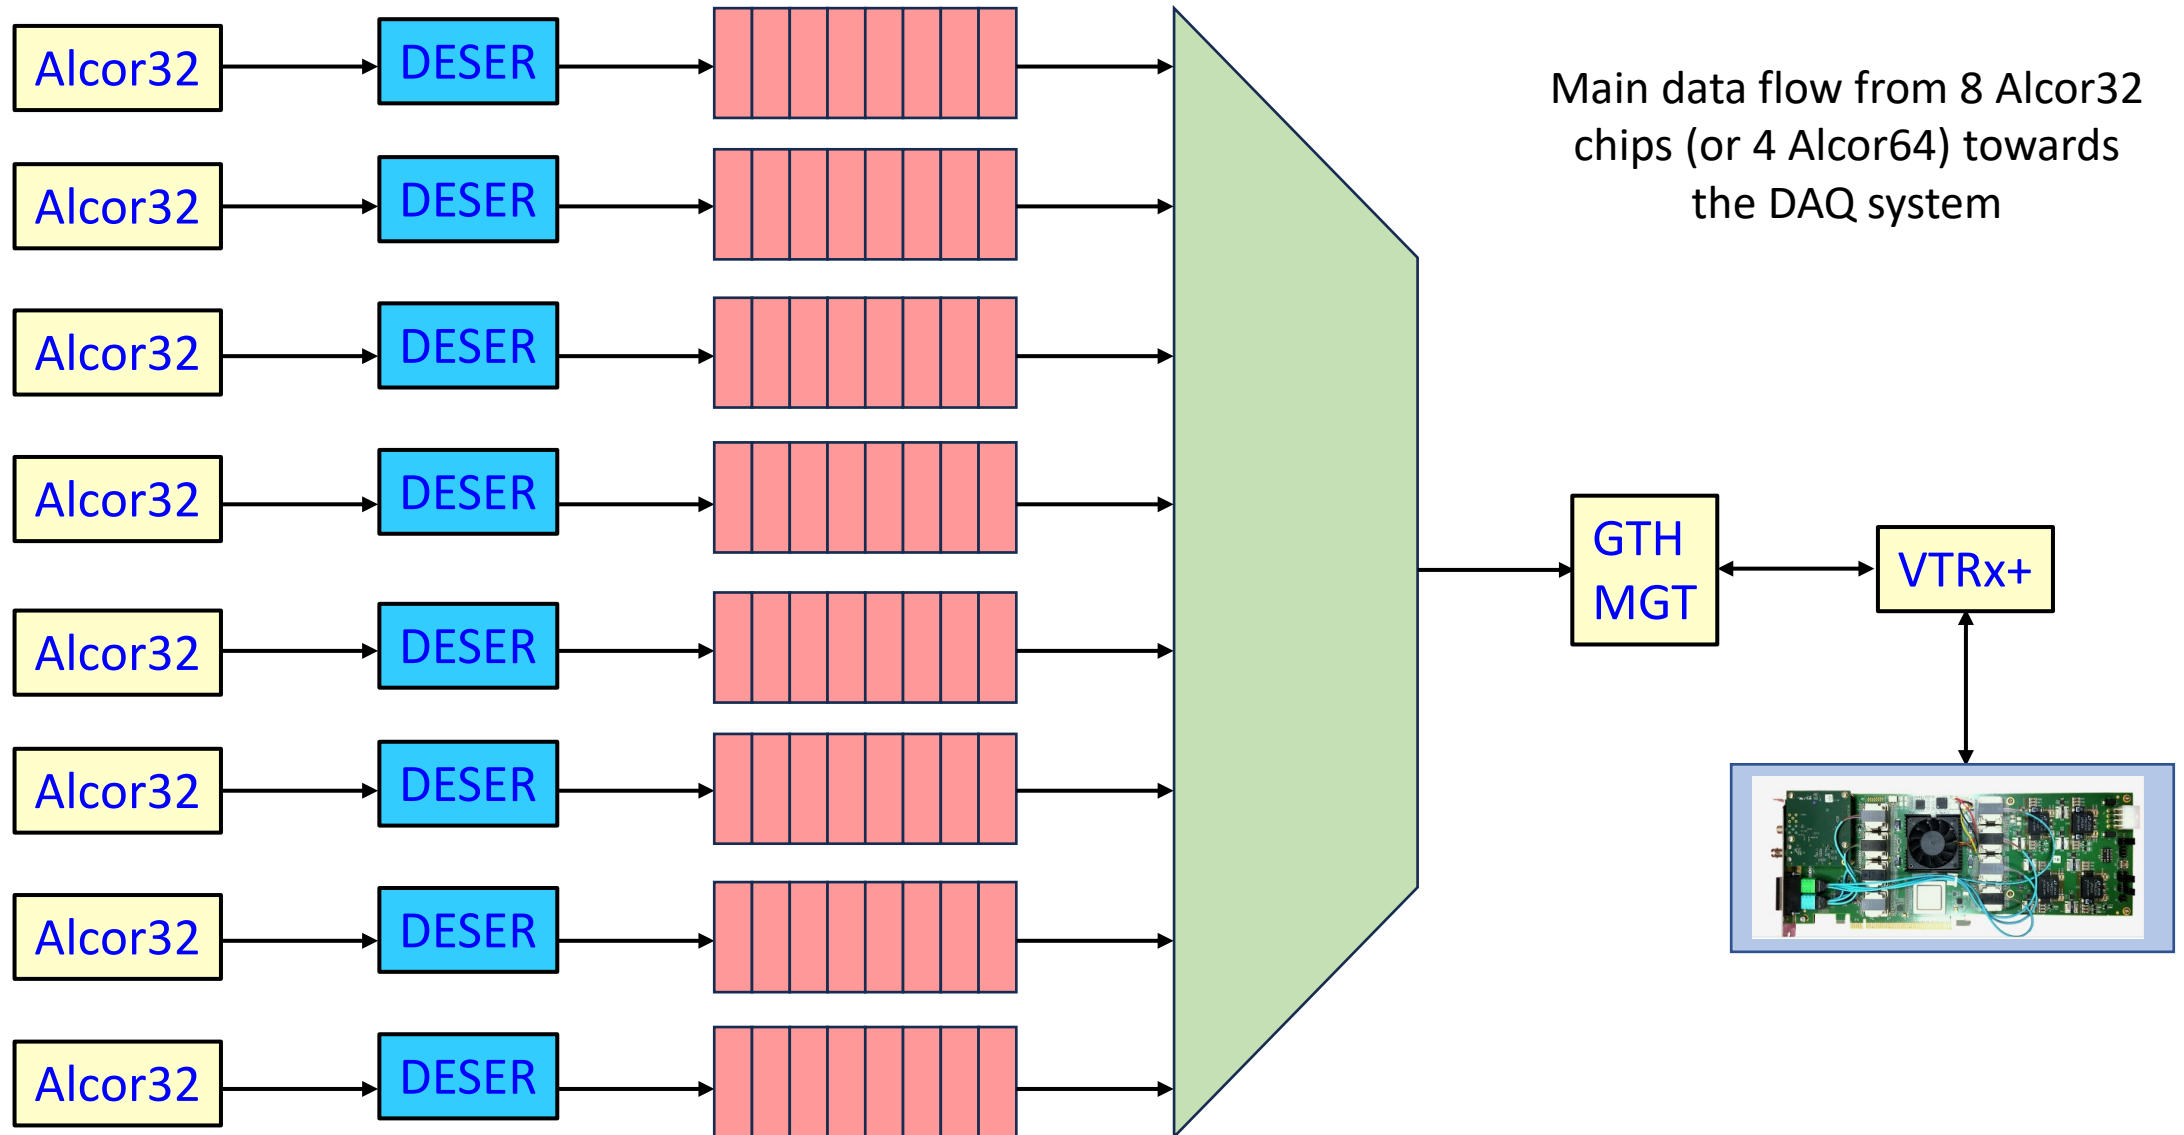 Alcor32 DESER
Main data flow from 8 Alcor32
chips (or 4 Alcor64) towards
the DAQ system
Alcor32 DESER
Alcor32 DESER
Alcor32 DESER
GTH
MGT
VTRx+
Alcor32 DESER
Alcor32 DESER
Alcor32 DESER
Alcor32 DESER